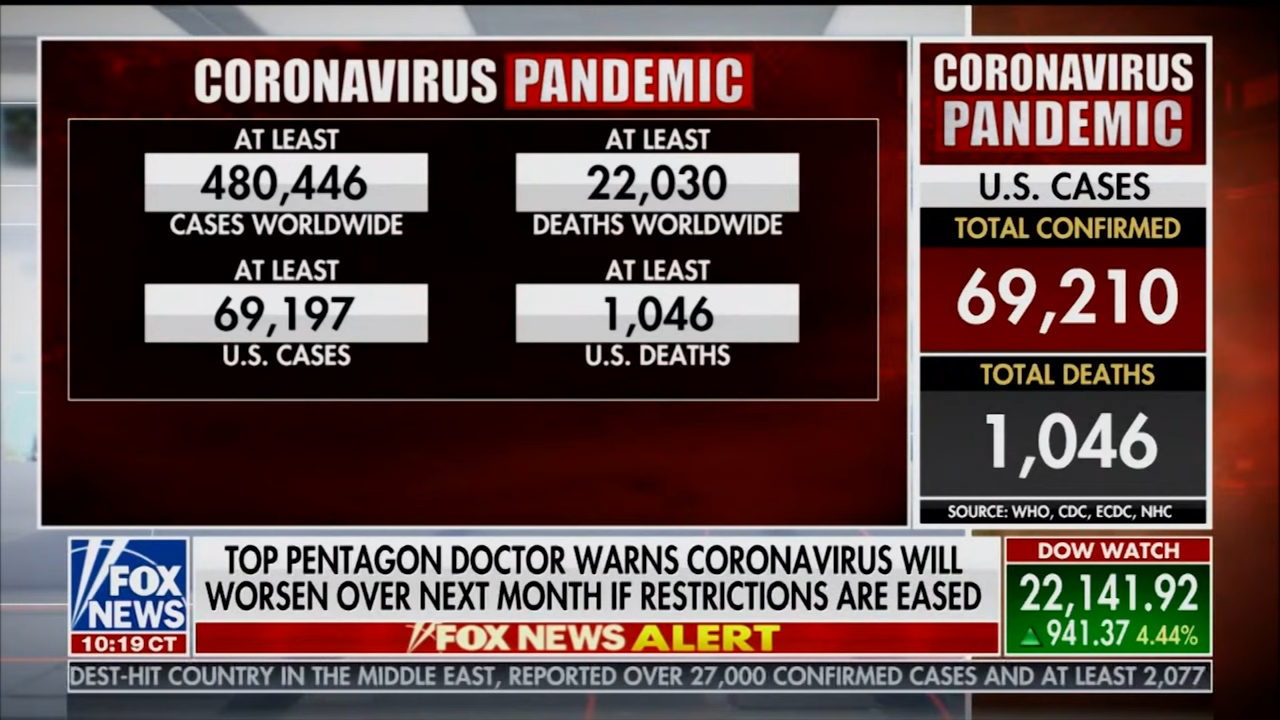 CORONAVIRUS PANDEMIC
AT LEAST
480,446
CASES WORLDWIDE
AT LEAST
22,030
DEATHS WORLDWIDE
AT LEAST
69,197
U.S. CASES
AT LEAST
1,046
U.S. DEATHS
CORONAVIRUS
PANDEMIC
U.S. CASES
TOTAL CONFIRMED
69,210
TOTAL DEATHS
1,046
SOURCE: WHO, CDC, ECDC, NHC
FOX
NEWS
10:19 CT
TOP PENTAGON DOCTOR WARNS CORONAVIRUS WILL
WORSEN OVER NEXT MONTH IF RESTRICTIONS ARE EASED
FOX NEWS ALERT
DOW WATCH
22,141.92
941.37 4.44%
DEST-HIT COUNTRY IN THE MIDDLE EAST, REPORTED OVER 27,000 CONFIRMED CASES AND AT LEAST 2,077